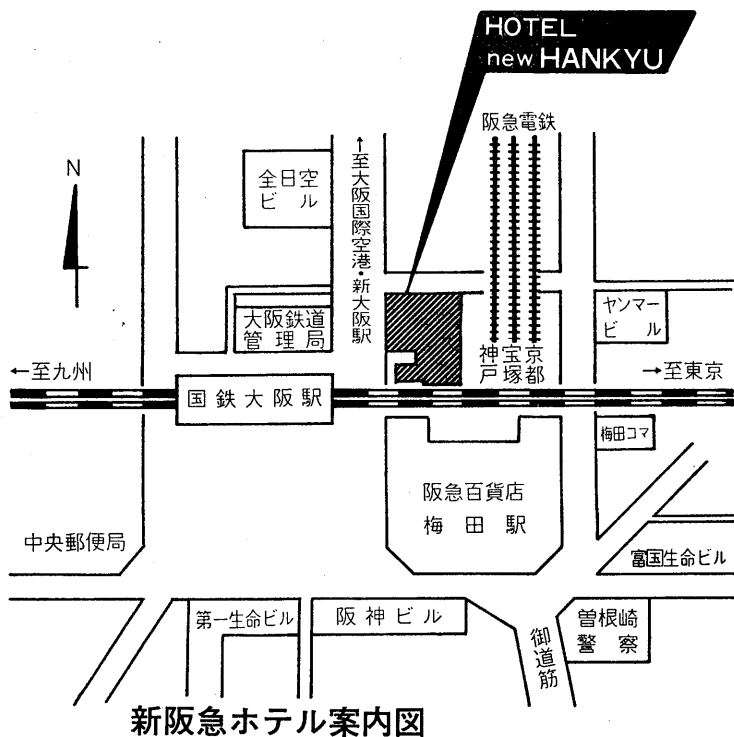 HOTEL
new HANKYU
阪急電鉄
N
全日空
ビル
↑至大阪国際空港・新大阪駅
大阪鉄道
管理局
ヤンマー
ビル
神戸
宝塚
京都
←至九州
→至東京
国鉄大阪駅
梅田コマ
阪急百貨店
梅田駅
中央郵便局
富国生命ビル
第一生命ビル
阪神ビル
御道筋
曽根崎
警察
新阪急ホテル案内図